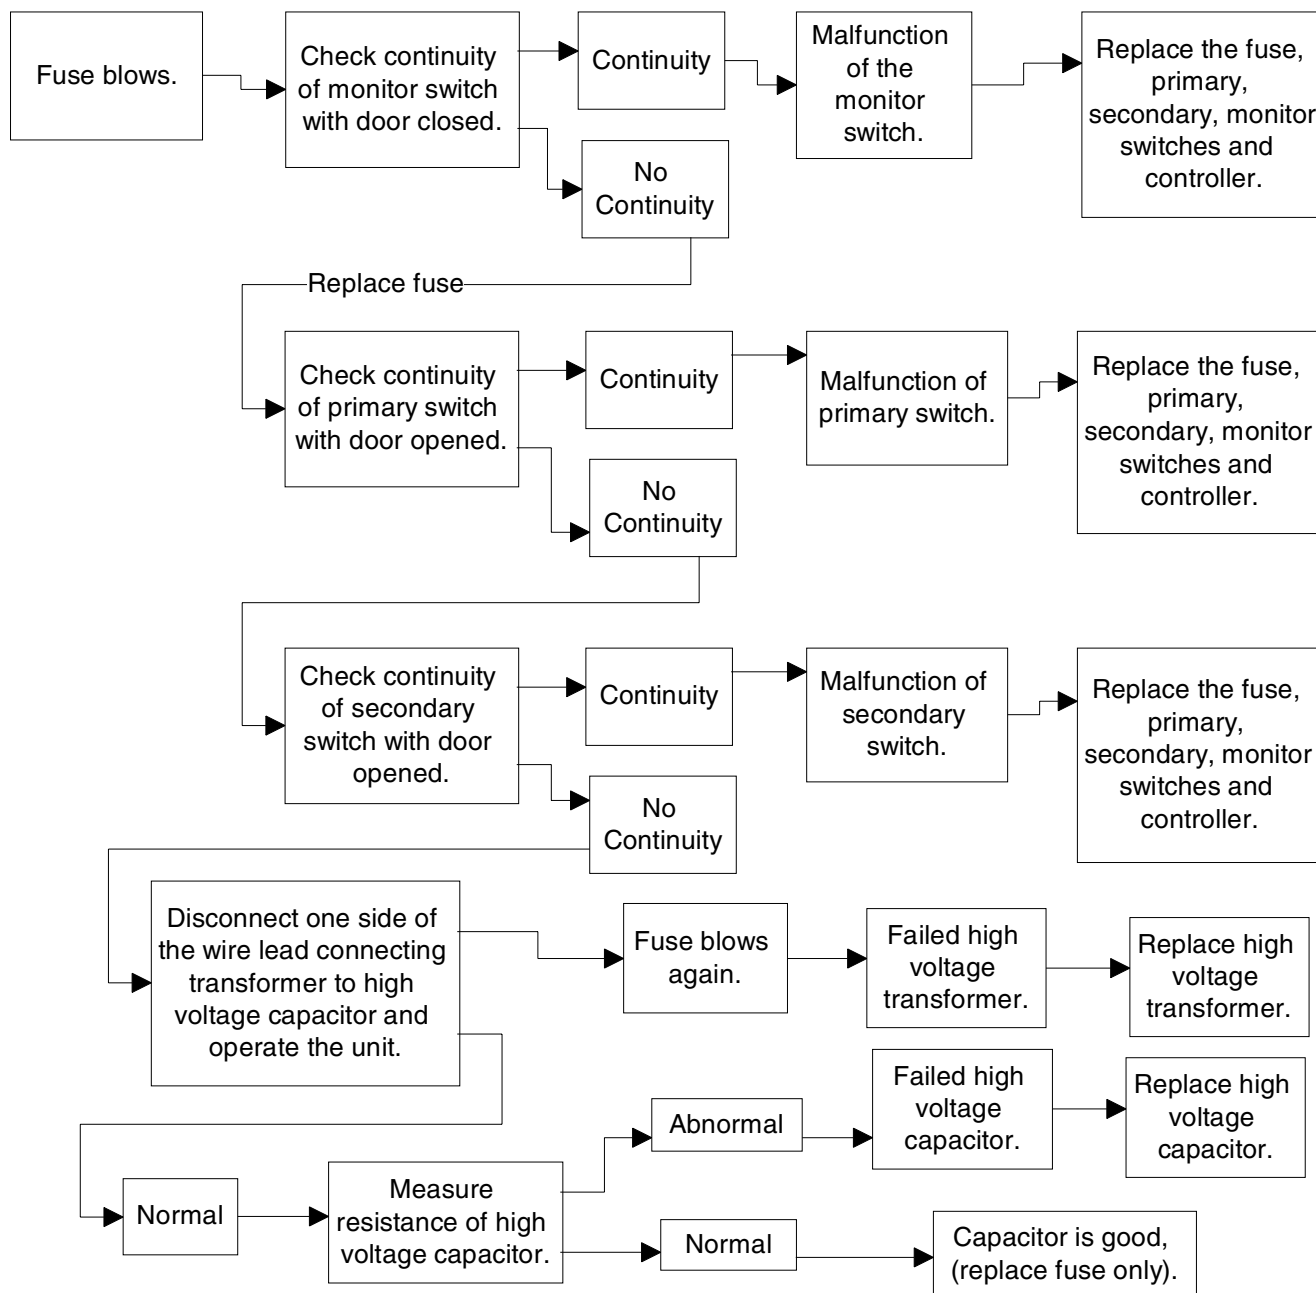 Fuse blows.
Check continuity
of monitor switch
with door closed.
Continuity
Malfunction
of the
monitor
switch.
Replace the fuse,
primary,
secondary, monitor
switches and
controller.
No
Continuity
Replace fuse
Check continuity
of primary switch
with door opened.
Continuity
Malfunction of
primary switch.
Replace the fuse,
primary,
secondary, monitor
switches and
controller.
No
Continuity
Check continuity
of secondary
switch with door
opened.
Continuity
Malfunction of
secondary
switch.
Replace the fuse,
primary,
secondary, monitor
switches and
controller.
No
Continuity
Disconnect one side of
the wire lead connecting
transformer to high
voltage capacitor and
operate the unit.
Fuse blows
again.
Failed high
voltage
transformer.
Replace high
voltage
transformer.
Normal
Measure
resistance of high
voltage capacitor.
Abnormal
Failed high
voltage
capacitor.
Replace high
voltage
capacitor.
Normal
Capacitor is good,
(replace fuse only).